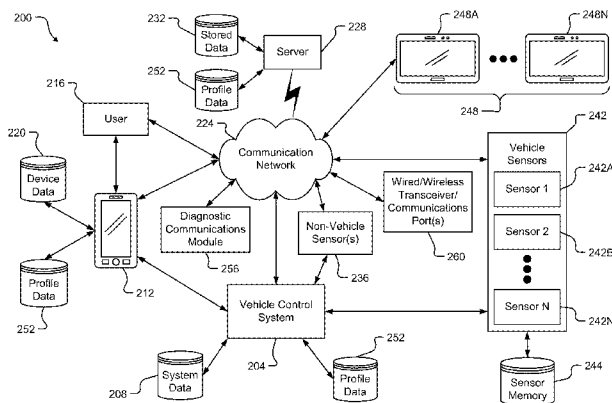 200
232
Stored
Data
Server
228
248A
248N
252
Profile
Data
248
216
User
224
Communication
Network
242
Vehicle
Sensors
220
Device
Data
Sensor 1
242A
Diagnostic
Communications
Module
Non-Vehicle
Sensor(s)
Wired/Wireless
Transceiver/
Communications
Port(s)
Sensor 2
242B
256
236
260
Profile
Data
212
252
Vehicle Control
System
Sensor N
242N
204
252
208
System
Data
Profile
Data
Sensor
Memory
244